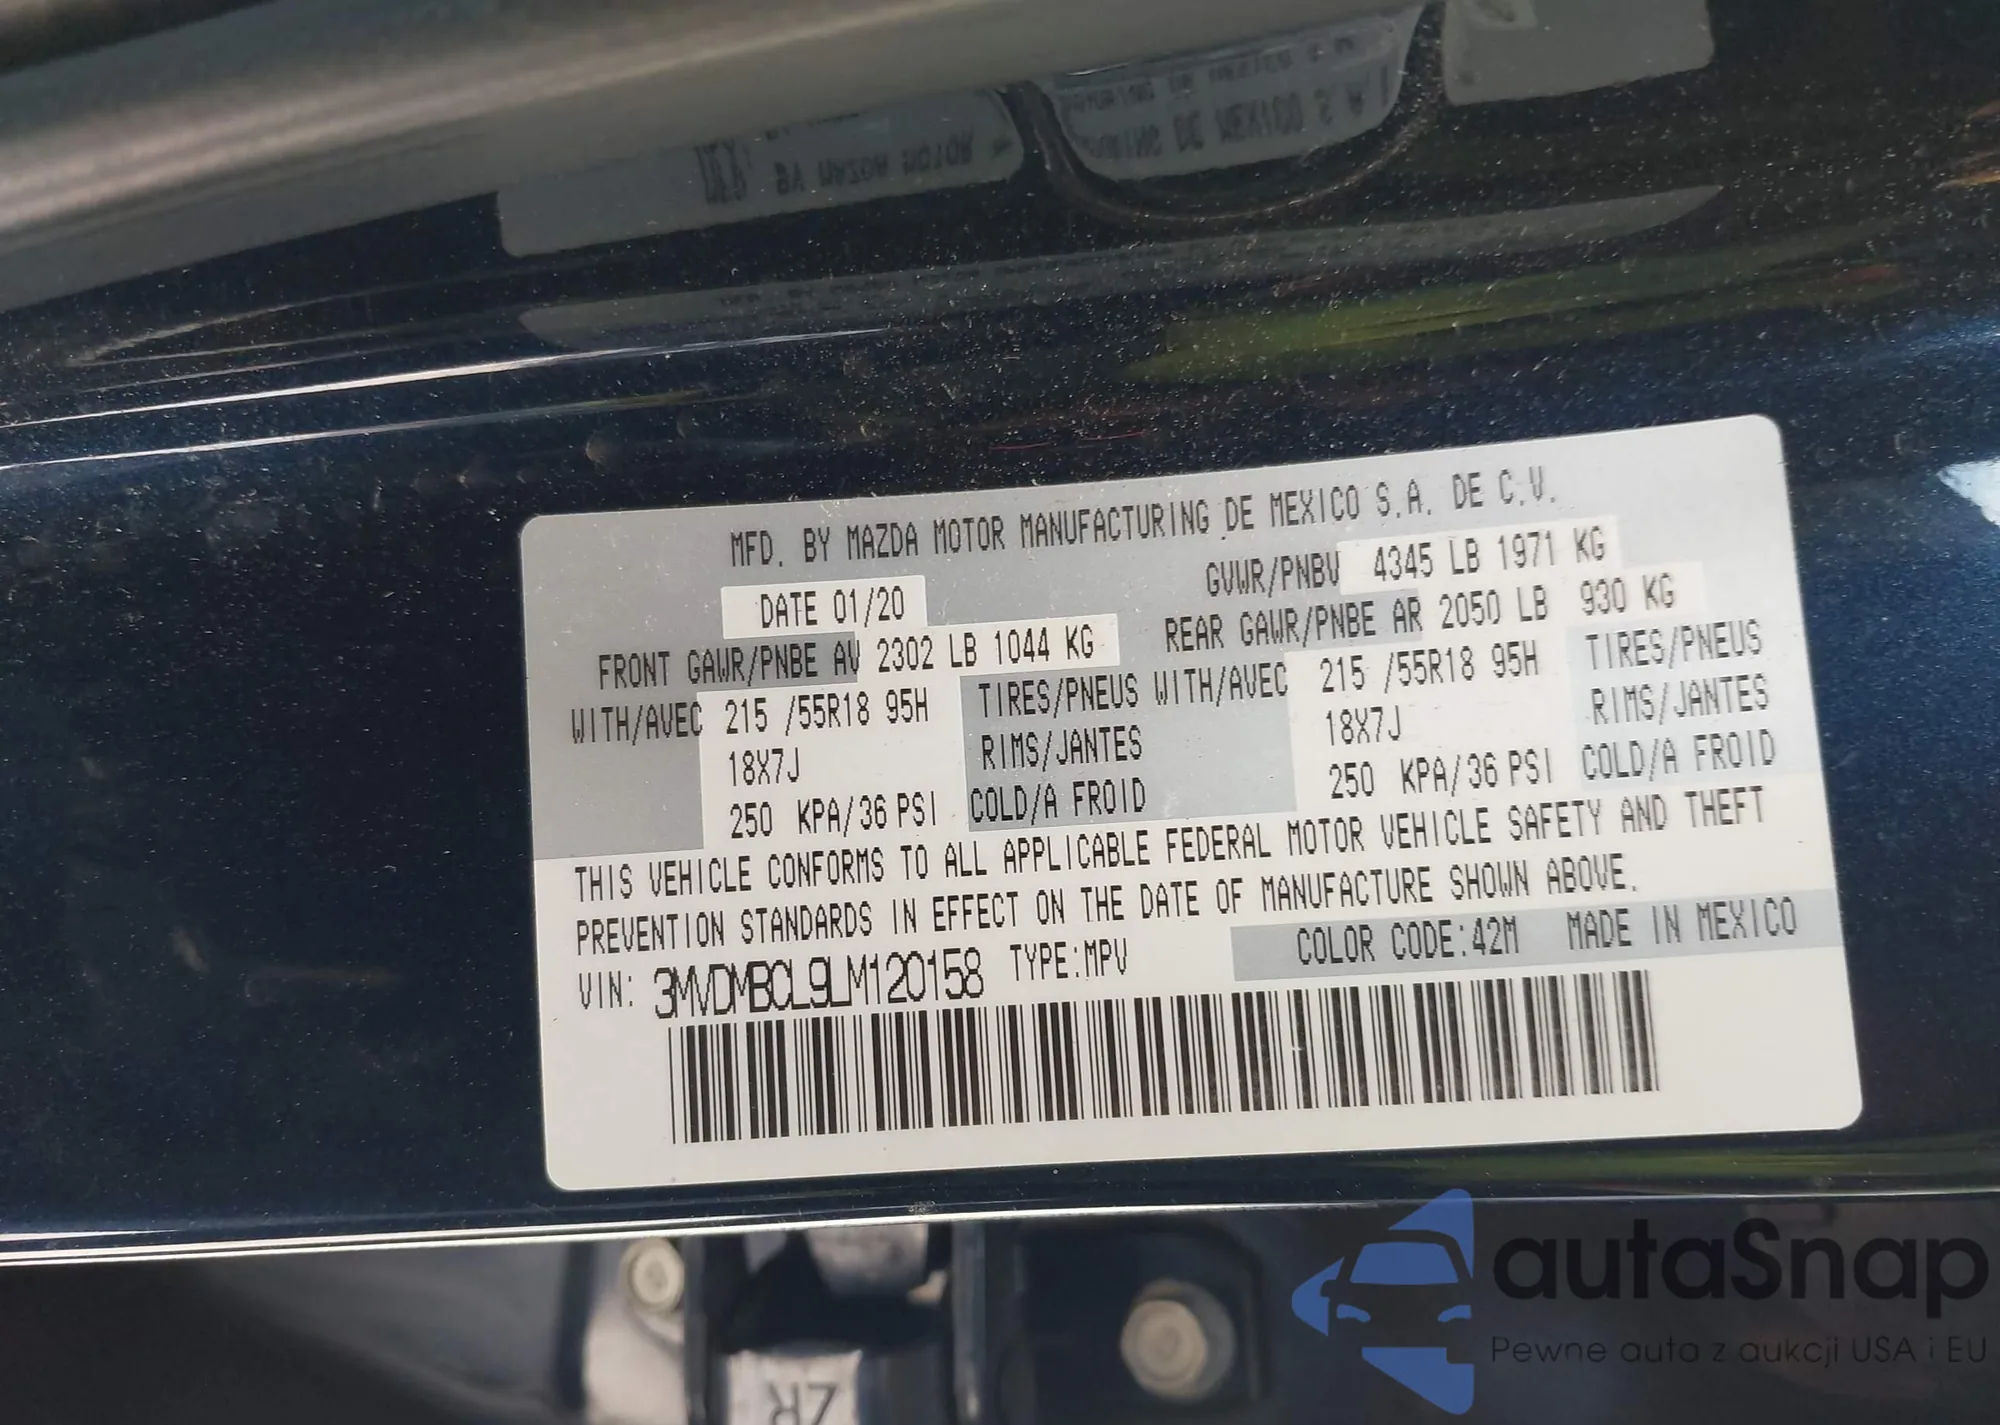 MFD. BY MAZDA MOTOR MANUFACTURING DE MEXICO S.A. DE C.V.
DATE 01/20 GVWR/PNBV 4345 LB 1971 KG
FRONT GAWR/PNBE AV 2302 LB 1044 KG REAR GAWR/PNBE AR 2050 LB 930 KG
WITH/AVEC 215 /55R18 95H TIRES/PNEUS WITH/AVEC 215 /55R18 95H TIRES/PNEUS
18X7J RIMS/JANTES 18X7J RIMS/JANTES
250 KPA/36 PSI COLD/A FROID 250 KPA/36 PSI COLD/A FROID
THIS VEHICLE CONFORMS TO ALL APPLICABLE FEDERAL MOTOR VEHICLE SAFETY AND THEFT
PREVENTION STANDARDS IN EFFECT ON THE DATE OF MANUFACTURE SHOWN ABOVE.
VIN: 3MVDMBCL9LM120158 TYPE:MPV COLOR CODE:42M MADE IN MEXICO
ZR
autaSnap
Pewne auta z aukcji USA i EU